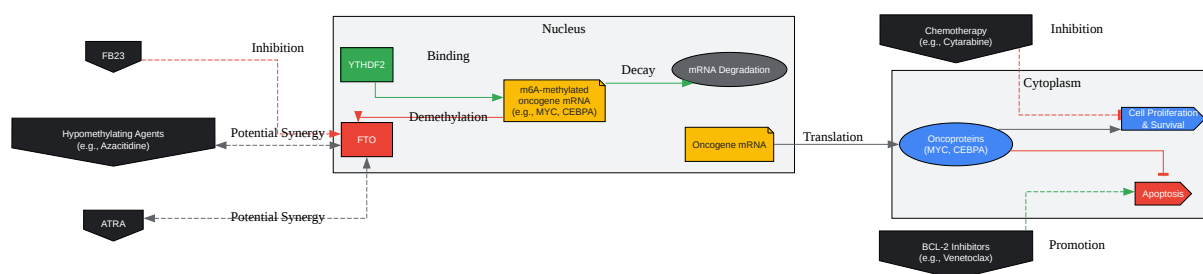 Nucleus
Chemotherapy
(e.g., Cytarabine)
Inhibition
FB23
Inhibition
YTHDF2
Binding
mRNA Degradation
Decay
Cytoplasm
m6A-methylated
oncogene mRNA
(e.g., MYC, CEBPA)
Demethylation
Cell Proliferation
& Survival
Hypomethylating Agents
(e.g., Azacitidine)
Potential Synergy
FTO
Oncogene mRNA
Translation
Oncoproteins
(MYC, CEBPA)
Apoptosis
ATRA
Potential Synergy
BCL-2 Inhibitors
(e.g., Venetoclax)
Promotion